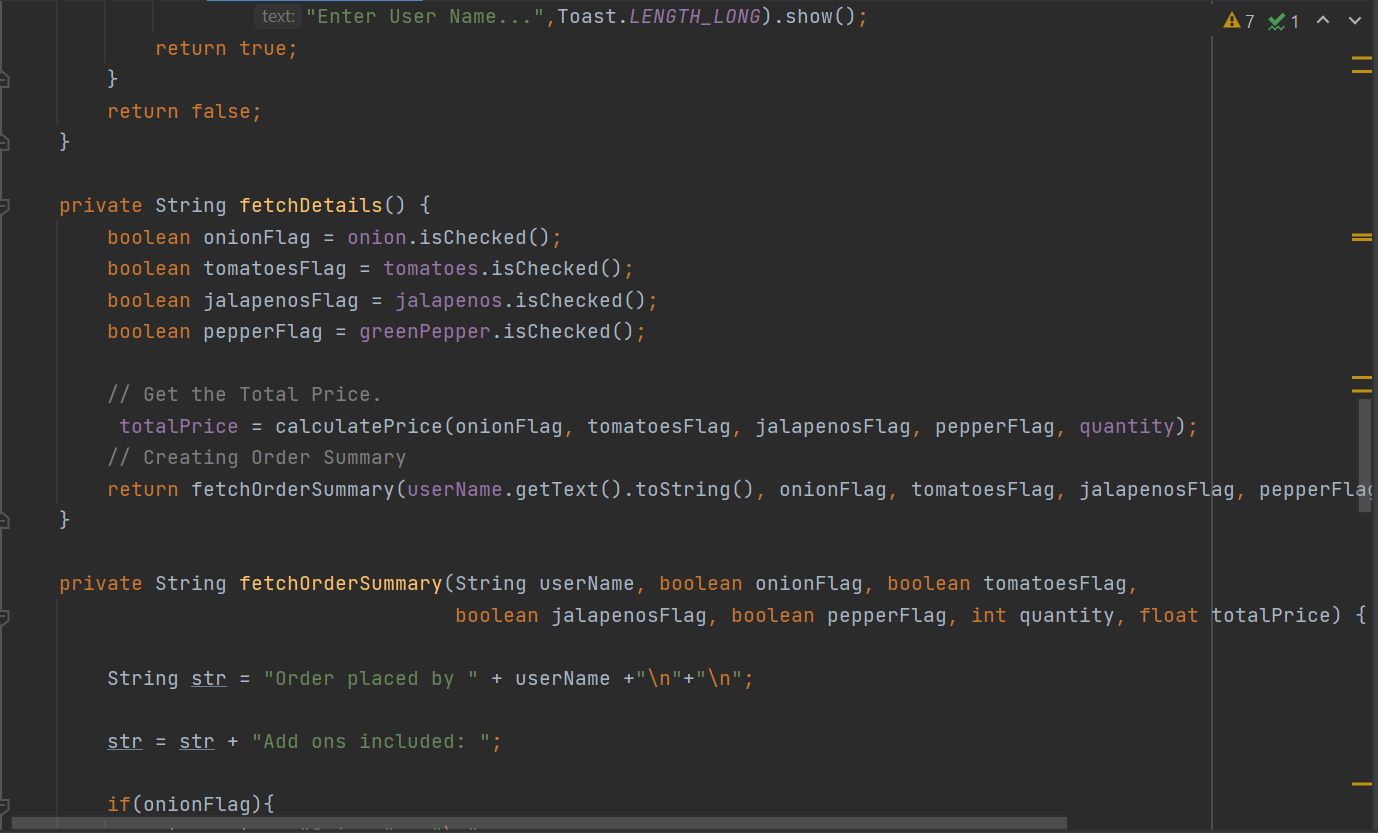 text: "Enter User Name...",Toast.LENGTH_LONG).show();
7 1
return true;
}
return false;
}
private String fetchDetails() {
boolean onionFlag = onion.isChecked();
boolean tomatoesFlag = tomatoes.isChecked();
boolean jalapenosFlag = jalapenos.isChecked();
boolean pepperFlag = greenPepper.isChecked();
// Get the Total Price.
totalPrice = calculatePrice(onionFlag, tomatoesFlag, jalapenosFlag, pepperFlag, quantity);
// Creating Order Summary
return fetchOrderSummary(userName.getText().toString(), onionFlag, tomatoesFlag, jalapenosFlag, pepperFlag
}
private String fetchOrderSummary(String userName, boolean onionFlag, boolean tomatoesFlag,
boolean jalapenosFlag, boolean pepperFlag, int quantity, float totalPrice) {
String str = "Order placed by " + userName +"\n"+"\n";
str = str + "Add ons included: ";
if(onionFlag){